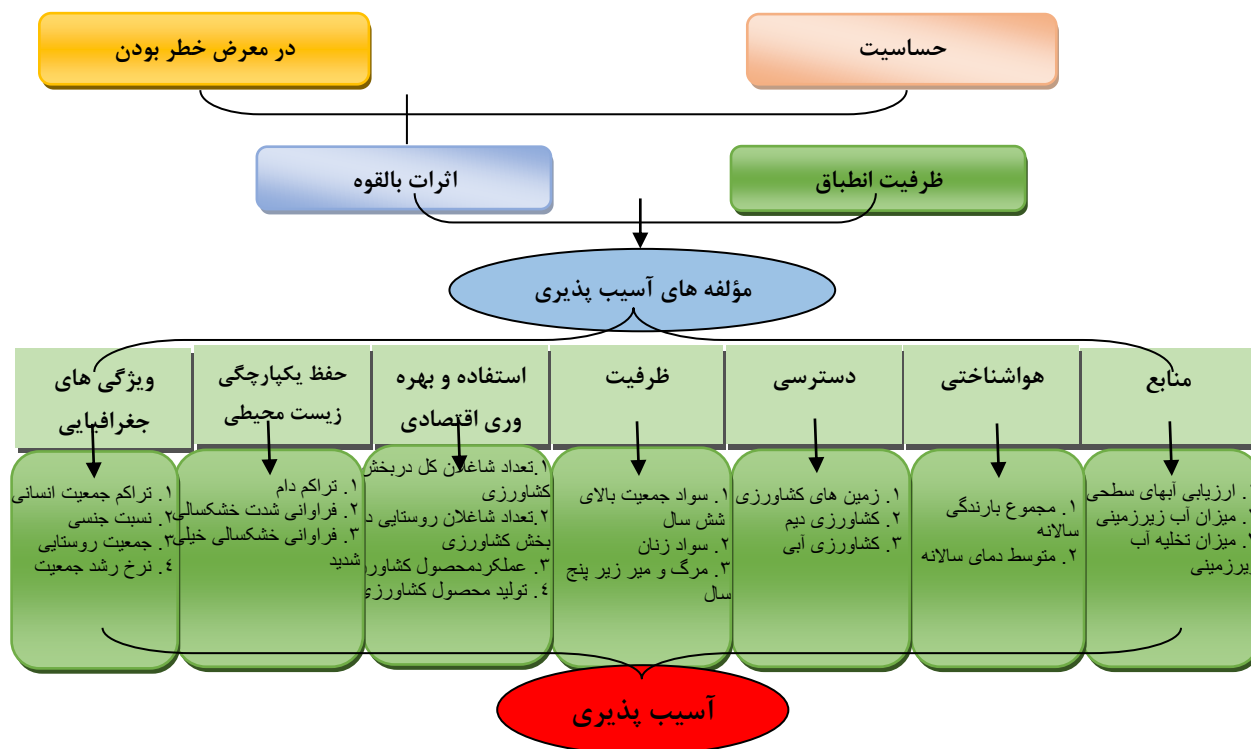 حساسیت
در معرض خطر بودن
ظرفیت انطباق
اثرات بالقوه
مؤلفه های آسیب پذیری
منابع
هواشناختی
دسترسی
ظرفیت
استفاده و بهره
وری اقتصادی
حفظ یکپارچگی
زیست محیطی
ویژگی های
جغرافیایی
ارزیابی آبهای سطحی
میزان آب زیرزمینی
میزان تخلیه آب
زیرزمینی
۱. مجموع بارندگی
سالانه
۲. متوسط دمای سالانه
۱. زمین های کشاورزی
۲. کشاورزی دیم
۳. کشاورزی آبی
۱. سواد جمعیت بالای
شش سال
۲. سواد زنان
۳. مرگ و میر زیر پنج
سال
۱.تعداد شاغلان کل دربخش
کشاورزی
۲.تعداد شاغلان روستایی
بخش کشاورزی
۳. عملکردمحصول
٤. تولید محصول کشاورزی
۱. تراکم دام
۲. فراوانی شدت خشکسالی
۳. فراوانی خشکسالی خیلی
شدید
۱. تراکم جمعیت انسانی
۲. نسبت جنسی
۳. جمعیت روستایی
٤. نرخ رشد جمعیت
آسیب پذیری